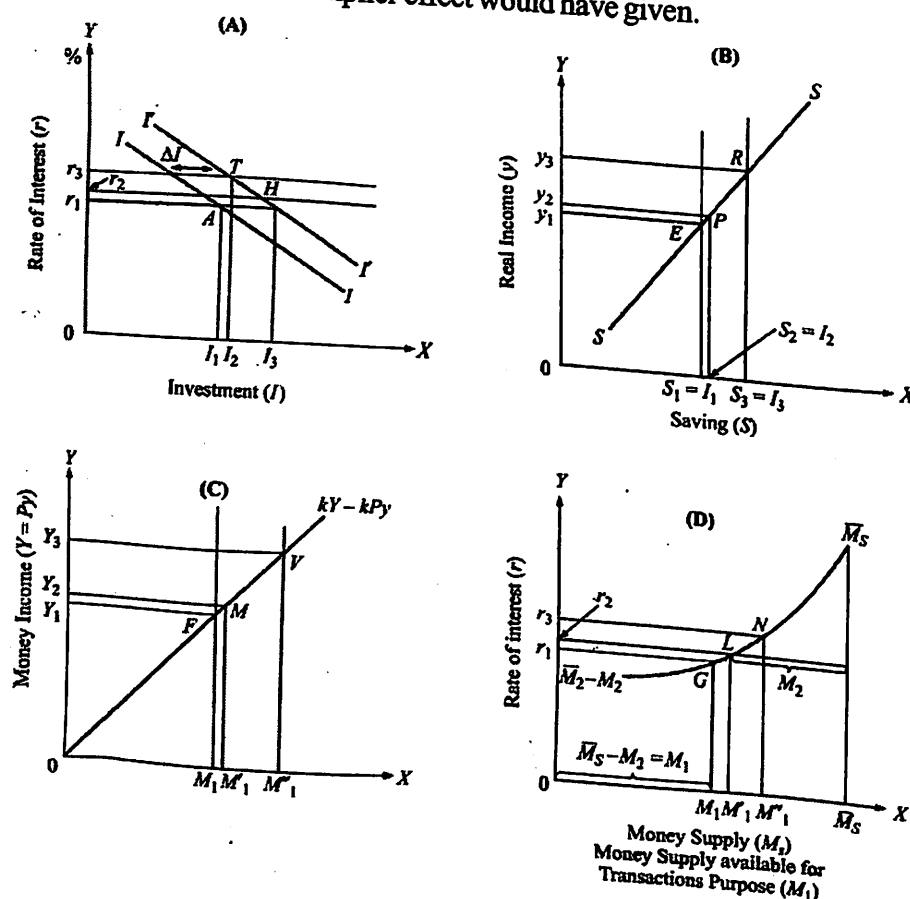 effect would have given.
(A)
Y
%
Rate of Interest (r)
I'
I
ΔI
T
H
A
r3
r2
r1
I'
I
0
I1 I2 I3
X
Investment (I)
(B)
Y
Real Income (y)
S
R
y3
y2
y1
E
P
S
S2 = I2
0
S1 = I1 S3 = I3
X
Saving (S)
(C)
Y
Money Income (Y = Py)
kY – kPy
Y3
V
Y2
Y1
M
F
0
M1 M'1 M"1
X
(D)
Y
Rate of interest (r)
M̅S
r2
r3
r1
N
L
G
M̅2–M2
M2
M̅S–M2 = M1
0
M1 M'1 M"1 M̅S
X
Money Supply (Ms)
Money Supply available for
Transactions Purpose (M1)